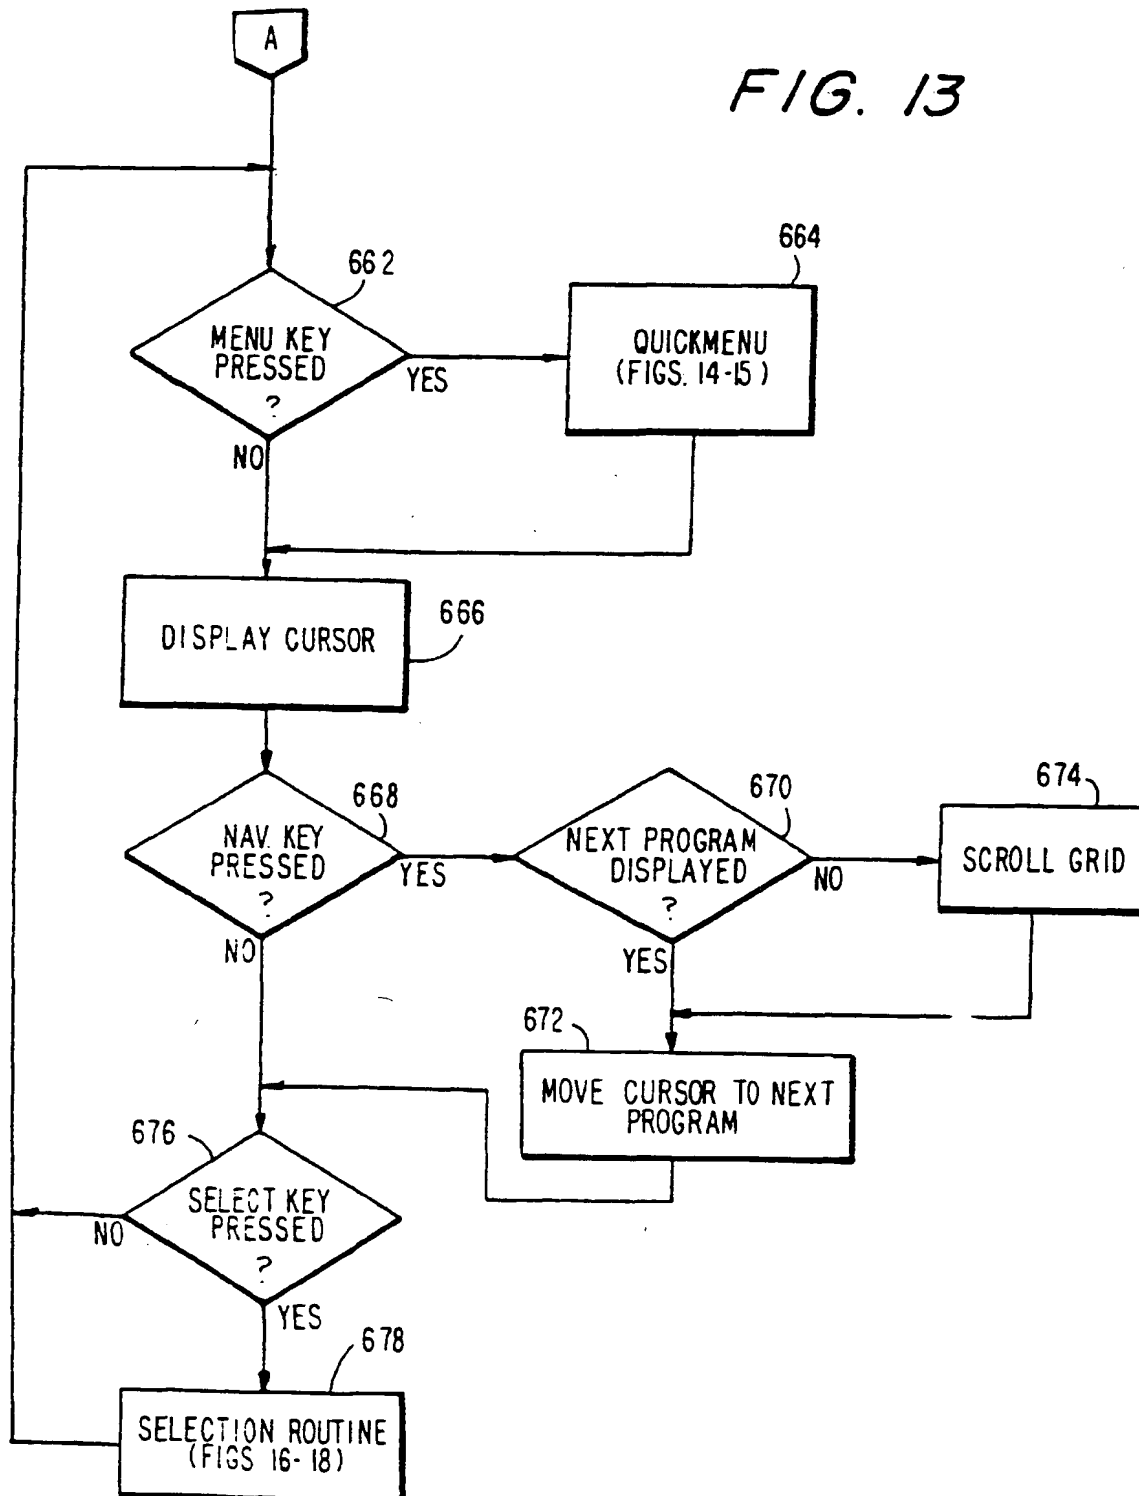 A
FIG. 13
662
664
MENU KEY
PRESSED
?
YES
NO
QUICKMENU
(FIGS. 14-15)
DISPLAY CURSOR
666
668
NAV. KEY
PRESSED
?
YES
NO
670
NEXT PROGRAM
DISPLAYED
?
NO
YES
674
SCROLL GRID
672
MOVE CURSOR TO NEXT
PROGRAM
676
SELECT KEY
PRESSED
?
NO
YES
678
SELECTION ROUTINE
(FIGS 16-18)